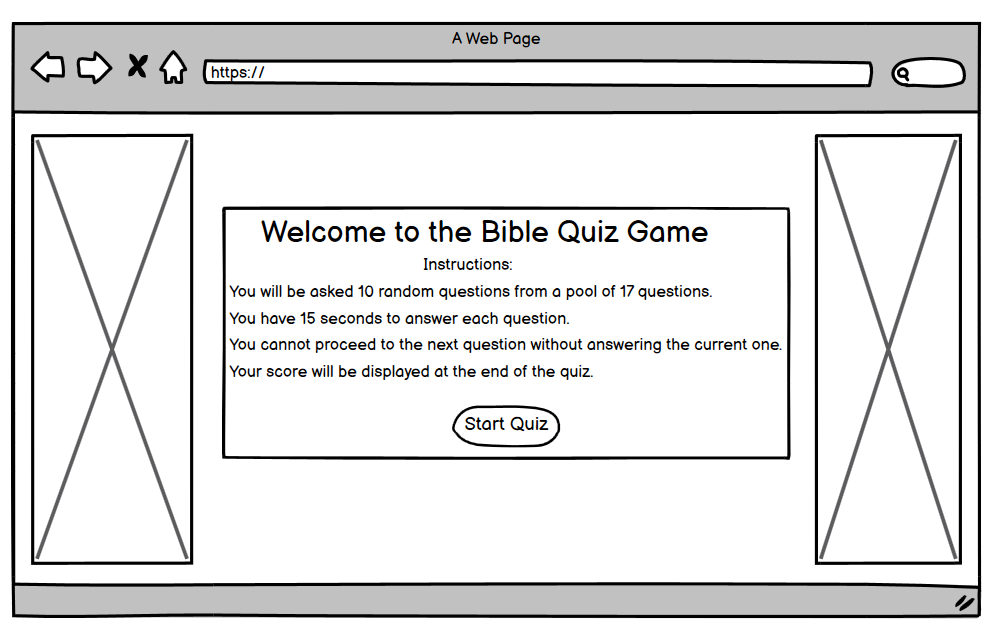 A Web Page
https://
Welcome to the Bible Quiz Game
Instructions:
You will be asked 10 random questions from a pool of 17 questions.
You have 15 seconds to answer each question.
You cannot proceed to the next question without answering the current one.
Your score will be displayed at the end of the quiz.
Start Quiz